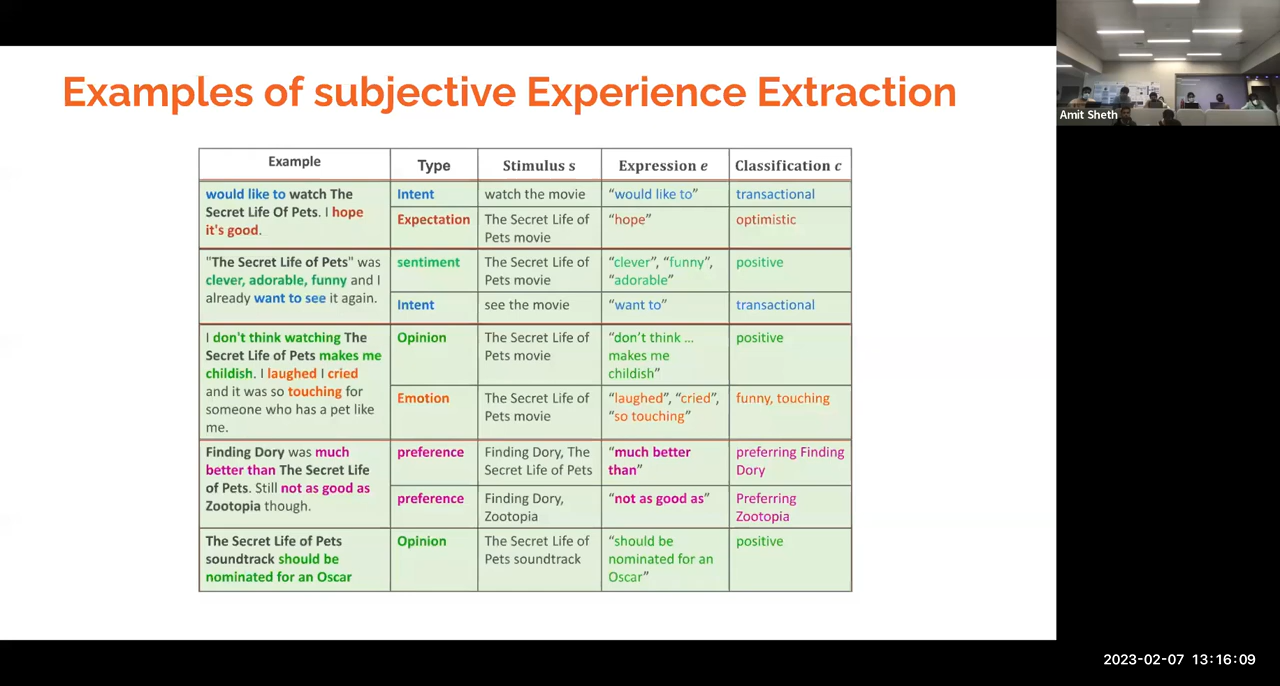 Examples of subjective Experience Extraction
Amit Sheth
Example Type Stimulus s Expression e Classification c
would like to watch The
Secret Life Of Pets. I hope
it's good.
Intent watch the movie "would like to" transactional
Expectation The Secret Life of
Pets movie
"hope" optimistic
"The Secret Life of Pets" was
clever, adorable, funny and I
already want to see it again.
sentiment The Secret Life of
Pets movie
"clever", "funny",
"adorable"
positive
Intent see the movie "want to" transactional
I don't think watching The
Secret Life of Pets makes me
childish. I laughed I cried
and it was so touching for
someone who has a pet like
me.
Opinion The Secret Life of
Pets movie
"don't think ...
makes me
childish"
positive
Emotion The Secret Life of
Pets movie
"laughed", "cried",
"so touching"
funny, touching
Finding Dory was much
better than The Secret Life
of Pets. Still not as good as
Zootopia though.
preference Finding Dory, The
Secret Life of Pets
"much better
than"
preferring Finding
Dory
preference Finding Dory,
Zootopia
"not as good as"
Preferring
Zootopia
The Secret Life of Pets
soundtrack should be
nominated for an Oscar
Opinion The Secret Life of
Pets soundtrack
"should be
nominated for an
Oscar"
positive
2023-02-07 13:16:09